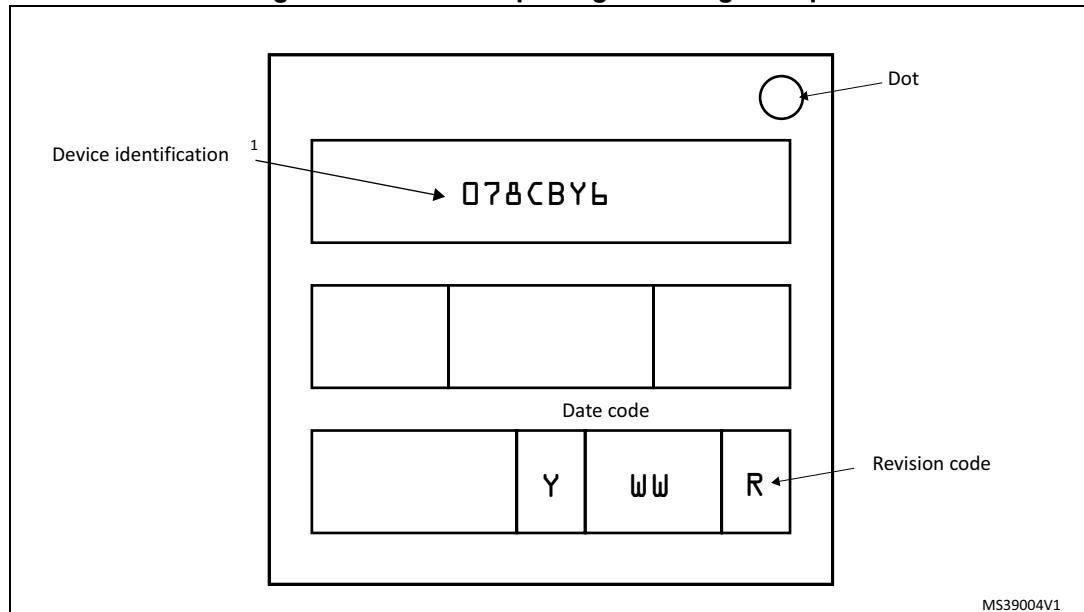 Dot
Device identification 1
078CBY6
Date code
Y WW R
Revision code
MS39004V1